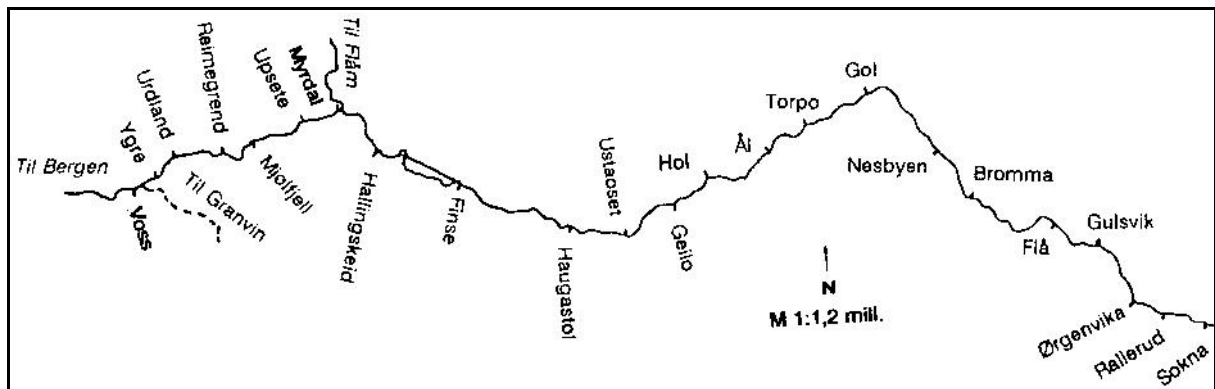 Til Bergen
Ygre
Urdland
Reimegrend
Upsete
Myrdal
Til Flåm
Voss
Til Granvin
Mjølfjell
Hallingskeid
Finse
Haugastøl
Ustaoset
Geilo
Hol
Ål
Torpo
Gol
Nesbyen
Bromma
Flå
Gulsvik
Ørgenvika
Rallerud
Sokna
N
M 1:1,2 mill.